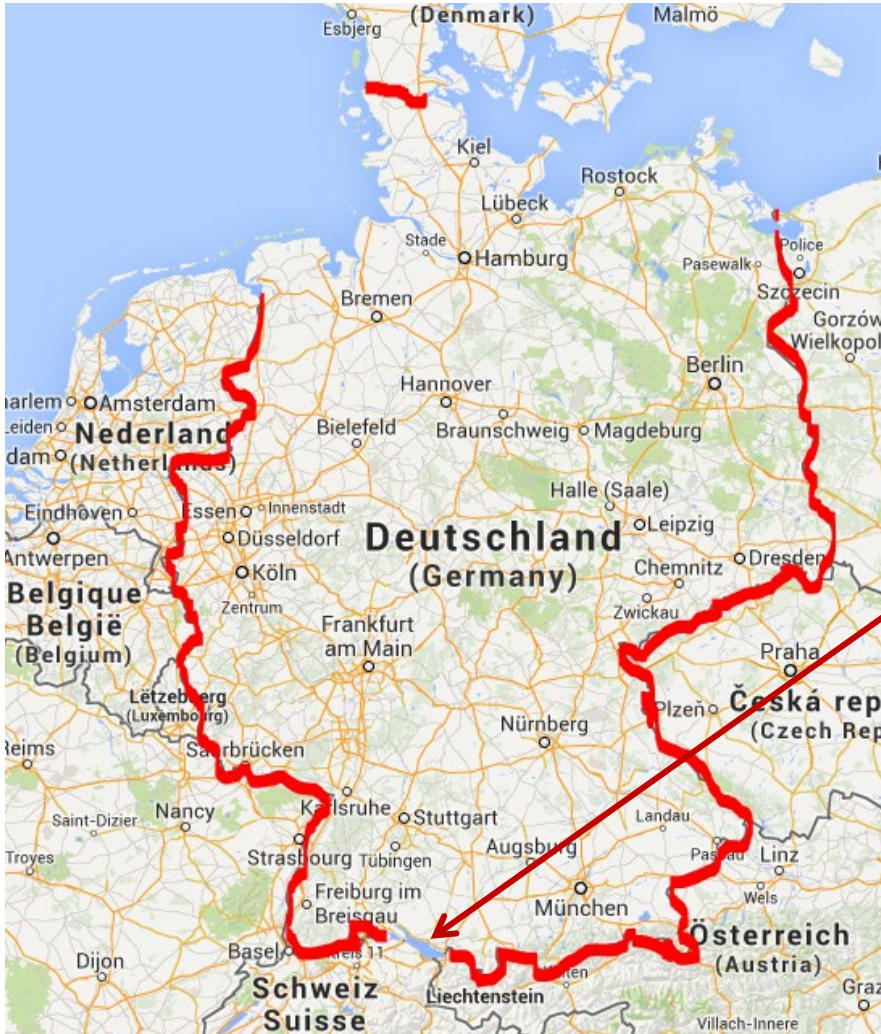 (Denmark)
Malmö
Esbjerg
Kiel
Rostock
Lübeck
Stade
Hamburg
Police
Pasewalk
Szczecin
Bremen
Gorzów
Wielkopol
Berlin
Hannover
Amsterdam
Leiden
Nederland
(Netherlands)
Bielefeld
Braunschweig
Magdeburg
Halle (Saale)
Eindhoven
Essen
Innenstadt
Leipzig
Düsseldorf
Deutschland
(Germany)
Antwerpen
Dresden
Chemnitz
Köln
Zentrum
Zwickau
Belgique
België
(Belgium)
Frankfurt
am Main
Praha
Lëtzebuerg
(Luxembourg)
Plzeň
Česká rep
(Czech Rep
Nürnberg
Reims
Saarbrücken
Karlsruhe
Nancy
Stuttgart
Saint-Dizier
Landau
Strasbourg
Tübingen
Augsburg
Passau
Linz
Troyes
Wels
Freiburg im
Breisgau
München
Basel
Kreis 11
Österreich
(Austria)
Dijon
Schweiz
Suisse
Liechtenstein
Graz
Villach-Innere